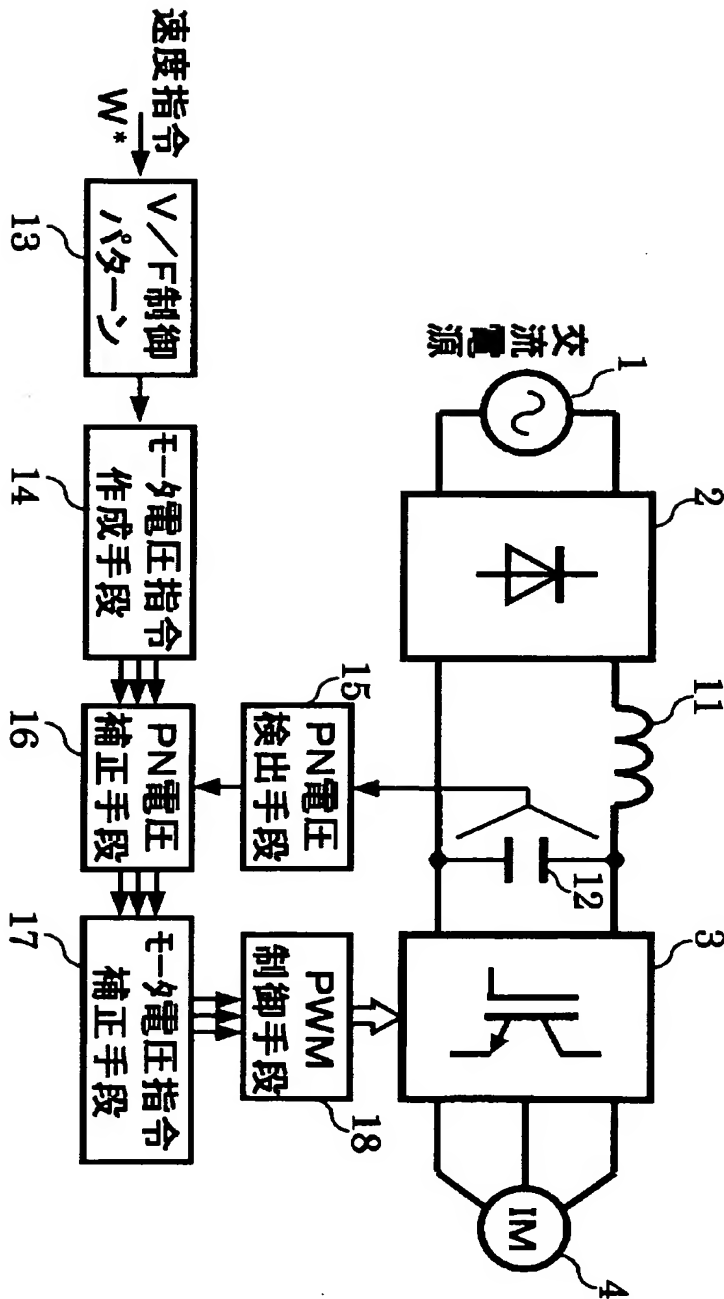 交流電源
1
2
11
12
3
IM
4
PN電圧
検出手段
15
PWM
制御手段
18
速度指令
W*
V/F制御
パターン
13
モータ電圧指令
作成手段
14
PN電圧
補正手段
16
モータ電圧指令
補正手段
17